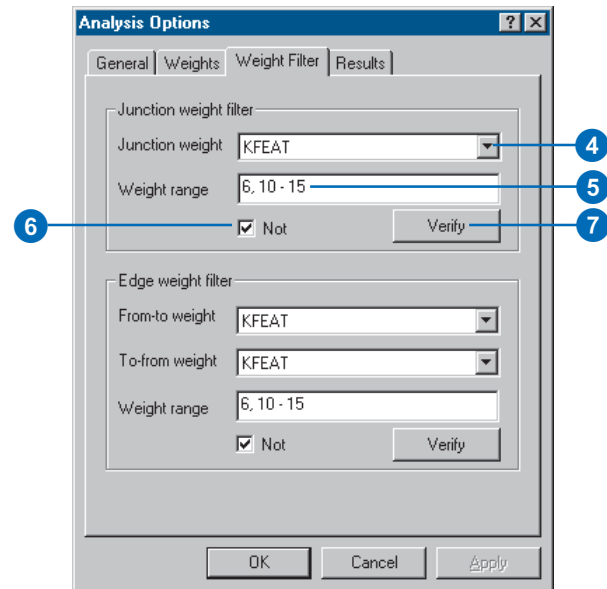 Analysis Options
General Weights Weight Filter Results
Junction weight filter
Junction weight KFEAT 4
Weight range 6, 10 - 15 5
6 Not Verify 7
Edge weight filter
From-to weight KFEAT
To-from weight KFEAT
Weight range 6, 10 - 15
Not Verify
OK Cancel Apply